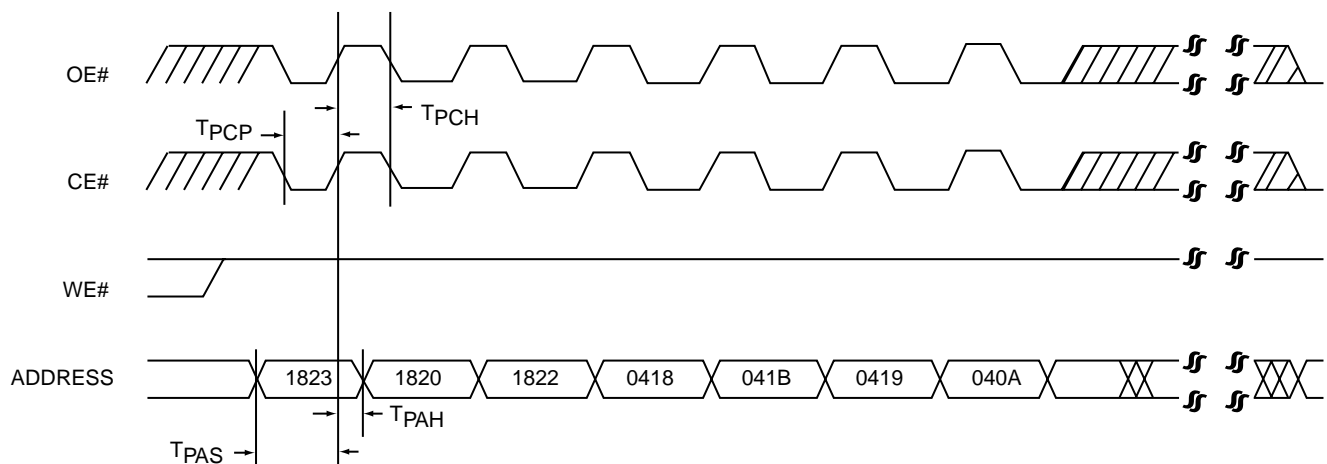 OE#
TPCH
TPCP
CE#
WE#
ADDRESS 1823 1820 1822 0418 041B 0419 040A
TPAH
TPAS